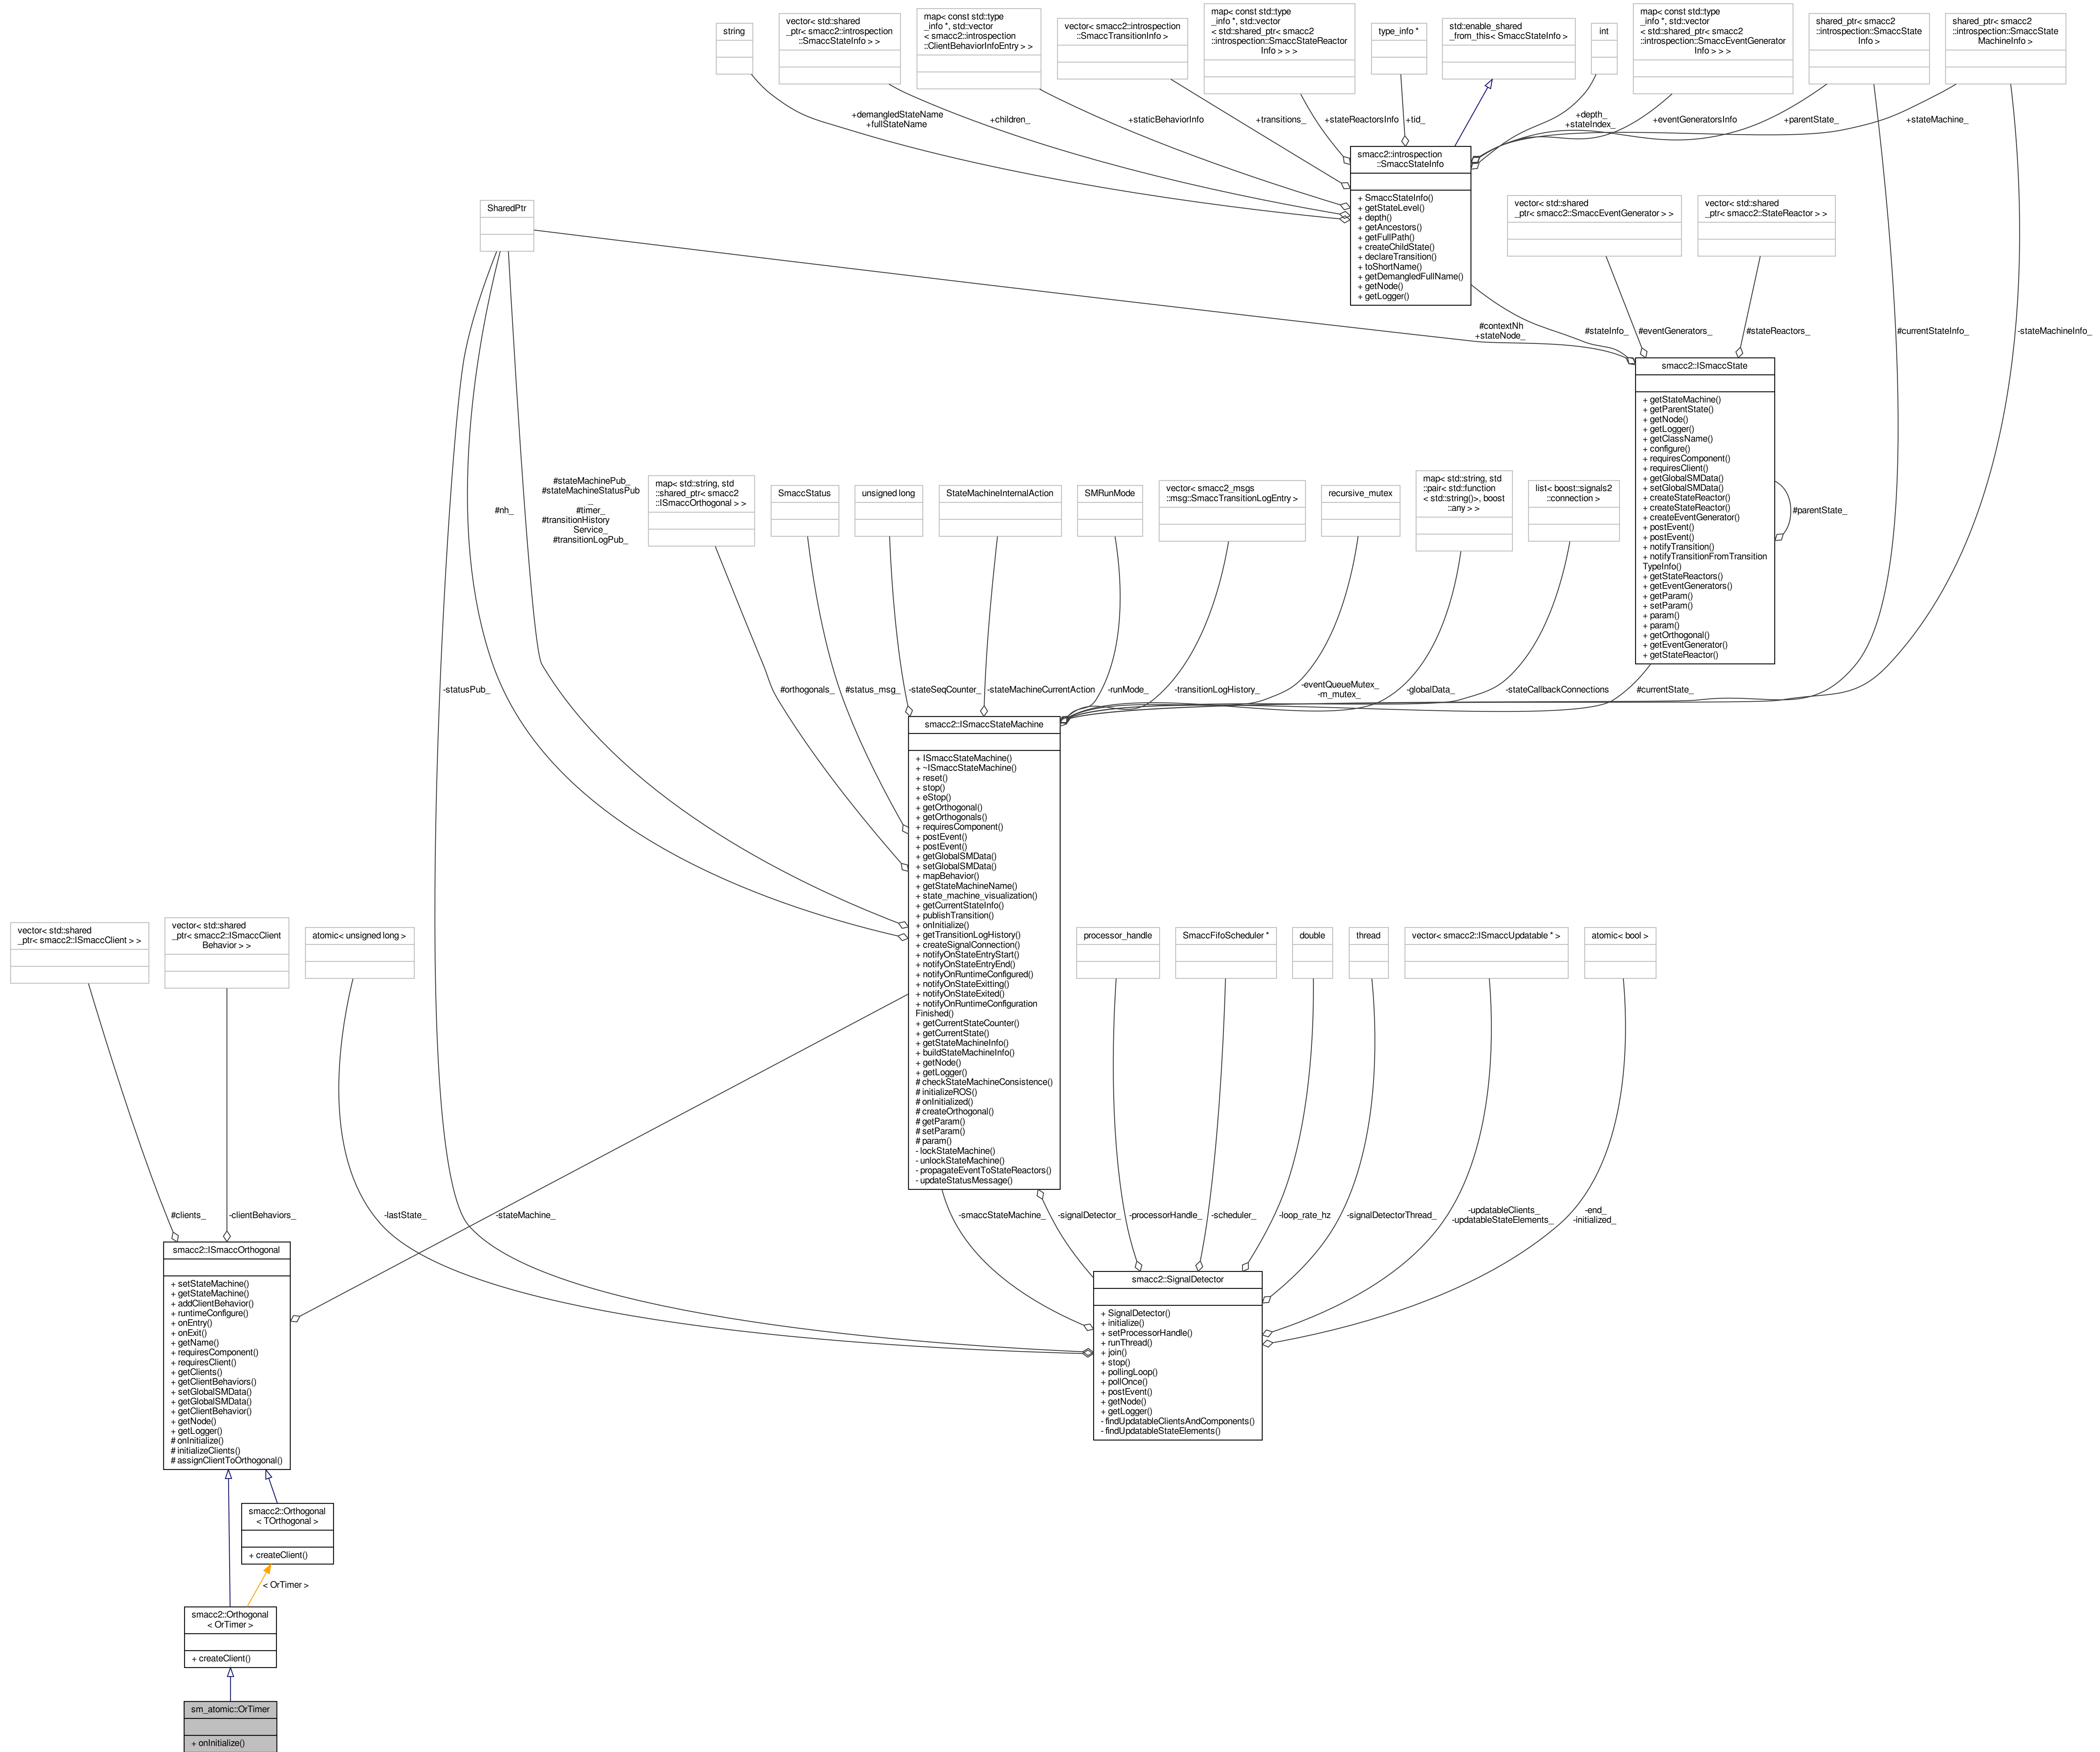 string
vector< std::shared
_ptr< smacc2::introspection
::SmaccStateInfo > >
map< const std::type
_info *, std::vector
< smacc2::introspection
::ClientBehaviorInfoEntry > >
vector< smacc2::introspection
::SmaccTransitionInfo >
map< const std::type
_info *, std::vector
< std::shared_ptr< smacc2
::introspection::SmaccStateReactor
Info > > >
type_info *
std::enable_shared
_from_this< SmaccStateInfo >
int
map< const std::type
_info *, std::vector
< std::shared_ptr< smacc2
::introspection::SmaccEventGenerator
Info > > >
shared_ptr< smacc2
::introspection::SmaccState
Info >
shared_ptr< smacc2
::introspection::SmaccState
MachineInfo >
+demangledStateName
+fullStateName
+children_
+staticBehaviorInfo
+transitions_
+stateReactorsInfo
+tid_
+depth_
+stateIndex_
+eventGeneratorsInfo
+parentState_
+stateMachine_
smacc2::introspection
::SmaccStateInfo
+ SmaccStateInfo()
+ getStateLevel()
+ depth()
+ getAncestors()
+ getFullPath()
+ createChildState()
+ declareTransition()
+ toShortName()
+ getDemangledFullName()
+ getNode()
+ getLogger()
SharedPtr
vector< std::shared
_ptr< smacc2::SmaccEventGenerator > >
vector< std::shared
_ptr< smacc2::StateReactor > >
#contextNh
+stateNode_
#stateInfo_
#eventGenerators_
#stateReactors_
#currentStateInfo_
-stateMachineInfo_
smacc2::ISmaccState
+ getStateMachine()
+ getParentState()
+ getNode()
+ getLogger()
+ getClassName()
+ configure()
+ requiresComponent()
+ requiresClient()
+ getGlobalSMData()
+ setGlobalSMData()
+ createStateReactor()
+ createStateReactor()
+ createEventGenerator()
+ postEvent()
+ postEvent()
+ notifyTransition()
+ notifyTransitionFromTransition
TypeInfo()
+ getStateReactors()
+ getEventGenerators()
+ getParam()
+ setParam()
+ param()
+ param()
+ getOrthogonal()
+ getEventGenerator()
+ getStateReactor()
#parentState_
#nh_
#stateMachinePub_
#stateMachineStatusPub
_
#timer_
#transitionHistory
Service_
#transitionLogPub_
map< std::string, std
::shared_ptr< smacc2
::ISmaccOrthogonal > >
SmaccStatus
unsigned long
StateMachineInternalAction
SMRunMode
vector< smacc2_msgs
::msg::SmaccTransitionLogEntry >
recursive_mutex
map< std::string, std
::pair< std::function
< std::string()>, boost
::any > >
list< boost::signals2
::connection >
-statusPub_
#orthogonals_
#status_msg_
-stateSeqCounter_
-stateMachineCurrentAction
-runMode_
-transitionLogHistory_
-eventQueueMutex_
-m_mutex_
-globalData_
-stateCallbackConnections
#currentState_
smacc2::ISmaccStateMachine
+ ISmaccStateMachine()
+ ~ISmaccStateMachine()
+ reset()
+ stop()
+ eStop()
+ getOrthogonal()
+ getOrthogonals()
+ requiresComponent()
+ postEvent()
+ postEvent()
+ getGlobalSMData()
+ setGlobalSMData()
+ mapBehavior()
+ getStateMachineName()
+ state_machine_visualization()
+ getCurrentStateInfo()
+ publishTransition()
+ onInitialize()
+ getTransitionLogHistory()
+ createSignalConnection()
+ notifyOnStateEntryStart()
+ notifyOnStateEntryEnd()
+ notifyOnRuntimeConfigured()
+ notifyOnStateExitting()
+ notifyOnStateExited()
+ notifyOnRuntimeConfiguration
Finished()
+ getCurrentStateCounter()
+ getCurrentState()
+ getStateMachineInfo()
+ buildStateMachineInfo()
+ getNode()
+ getLogger()
# checkStateMachineConsistence()
# initializeROS()
# onInitialized()
# createOrthogonal()
# getParam()
# setParam()
# param()
- lockStateMachine()
- unlockStateMachine()
- propagateEventToStateReactors()
- updateStatusMessage()
vector< std::shared
_ptr< smacc2::ISmaccClient > >
vector< std::shared
_ptr< smacc2::ISmaccClient
Behavior > >
atomic< unsigned long >
processor_handle
SmaccFifoScheduler *
double
thread
vector< smacc2::ISmaccUpdatable * >
atomic< bool >
#clients_
-clientBehaviors_
-lastState_
-stateMachine_
-smaccStateMachine_
-signalDetector_
-processorHandle_
-scheduler_
-loop_rate_hz
-signalDetectorThread_
-updatableClients_
-updatableStateElements_
-end_
-initialized_
smacc2::ISmaccOrthogonal
+ setStateMachine()
+ getStateMachine()
+ addClientBehavior()
+ runtimeConfigure()
+ onEntry()
+ onExit()
+ getName()
+ requiresComponent()
+ requiresClient()
+ getClients()
+ getClientBehaviors()
+ setGlobalSMData()
+ getGlobalSMData()
+ getClientBehavior()
+ getNode()
+ getLogger()
# onInitialize()
# initializeClients()
# assignClientToOrthogonal()
smacc2::SignalDetector
+ SignalDetector()
+ initialize()
+ setProcessorHandle()
+ runThread()
+ join()
+ stop()
+ pollingLoop()
+ pollOnce()
+ postEvent()
+ getNode()
+ getLogger()
- findUpdatableClientsAndComponents()
- findUpdatableStateElements()
smacc2::Orthogonal
< TOrthogonal >
+ createClient()
< OrTimer >
smacc2::Orthogonal
< OrTimer >
+ createClient()
sm_atomic::OrTimer
+ onInitialize()